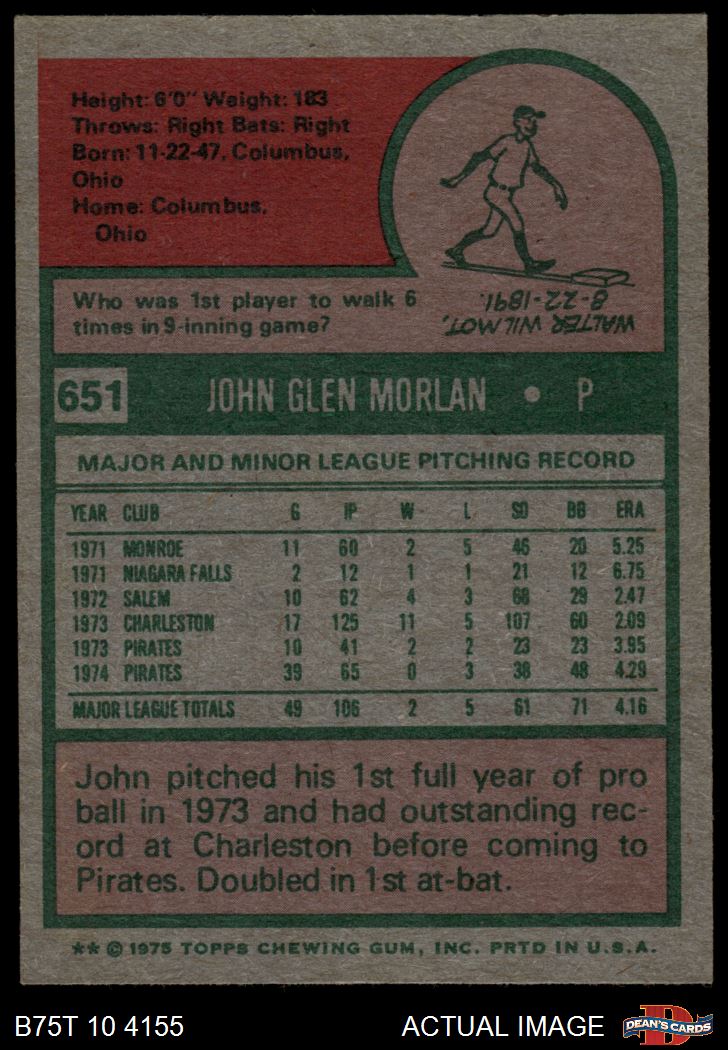 Height: 6'0" Weight: 183
Throws: Right Bats: Right
Born: 11-22-47, Columbus,
Ohio
Home: Columbus,
Ohio
Who was 1st player to walk 6
times in 9-inning game?
WALTER WILMOT,
8-22-1891.
651 JOHN GLEN MORLAN • P
MAJOR AND MINOR LEAGUE PITCHING RECORD
YEAR CLUB G IP W L SO BB ERA
1971 MONROE 11 60 2 5 46 20 5.25
1971 NIAGARA FALLS 2 12 1 1 21 12 6.75
1972 SALEM 10 62 4 3 68 29 2.47
1973 CHARLESTON 17 125 11 5 107 60 2.09
1973 PIRATES 10 41 2 2 23 23 3.95
1974 PIRATES 39 65 0 3 38 48 4.29
MAJOR LEAGUE TOTALS 49 106 2 5 61 71 4.16
John pitched his 1st full year of pro
ball in 1973 and had outstanding rec-
ord at Charleston before coming to
Pirates. Doubled in 1st at-bat.
** © 1975 TOPPS CHEWING GUM, INC. PRTD IN U.S.A.
B75T 10 4155 ACTUAL IMAGE D DEAN'S CARDS